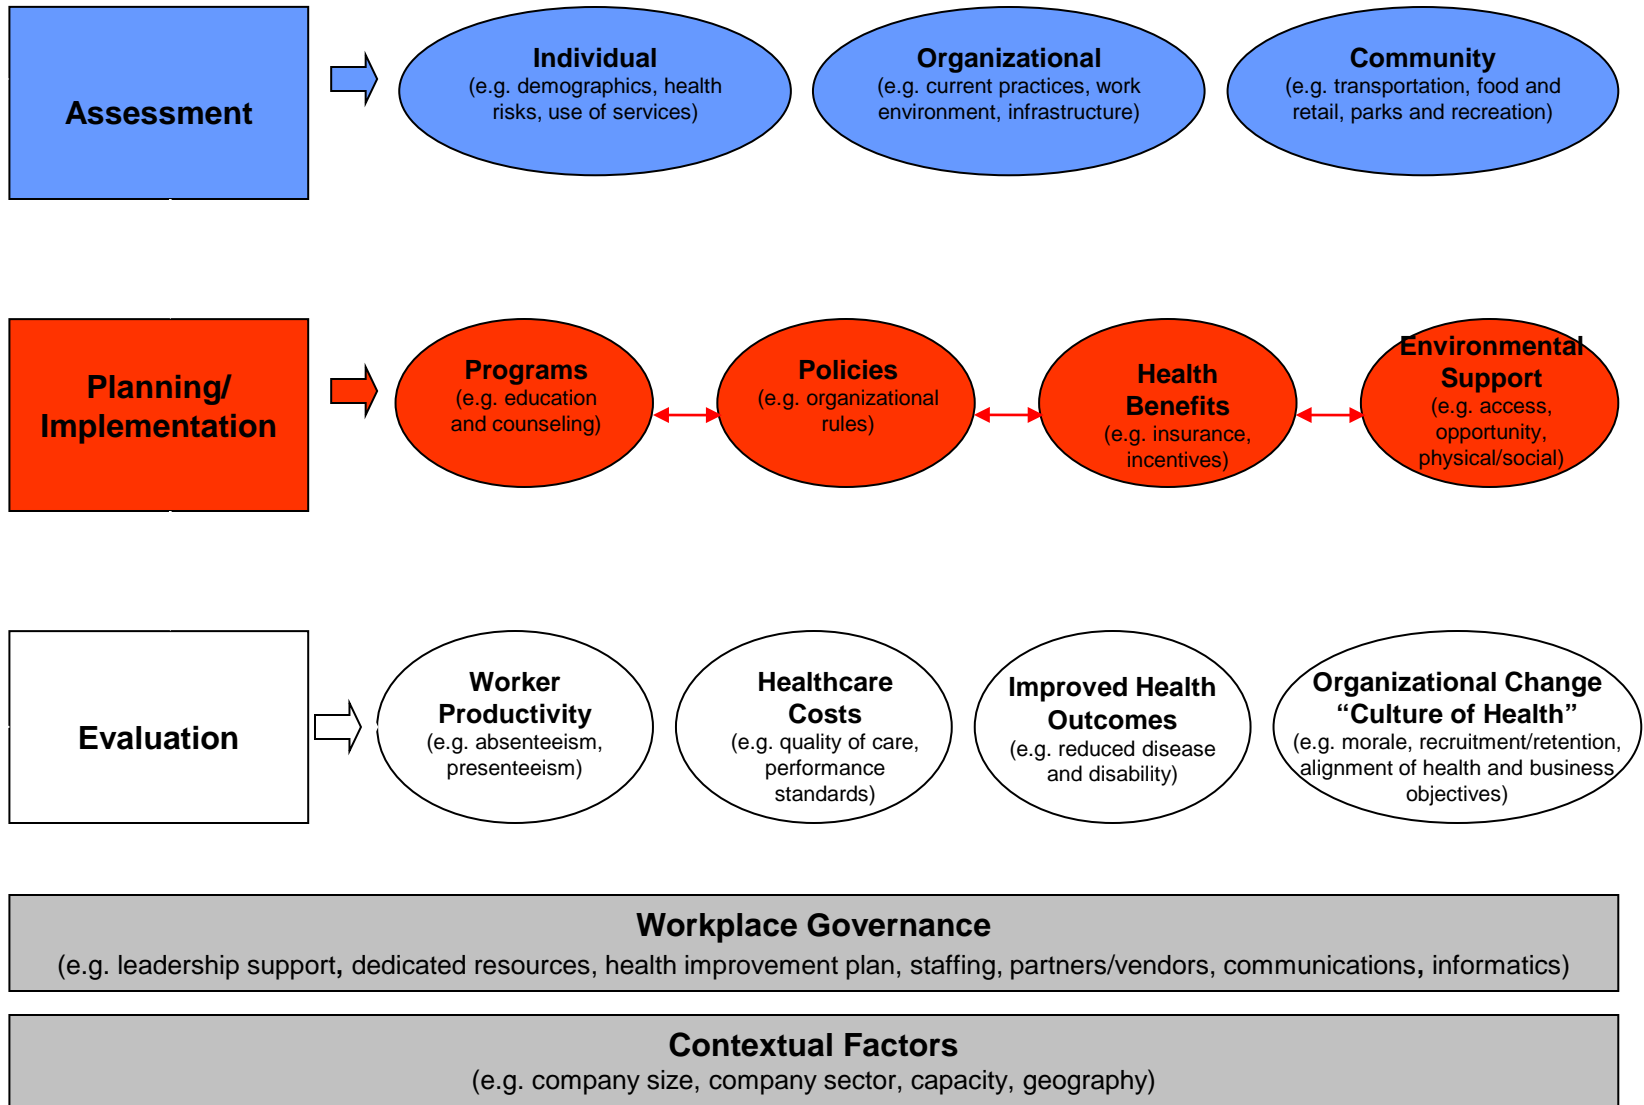 Assessment
Individual
(e.g. demographics, health
risks, use of services)
Organizational
(e.g. current practices, work
environment, infrastructure)
Community
(e.g. transportation, food and
retail, parks and recreation)
Planning/
Implementation
Programs
(e.g. education
and counseling)
Policies
(e.g. organizational
rules)
Health
Benefits
(e.g. insurance,
incentives)
Environmental
Support
(e.g. access,
opportunity,
physical/social)
Evaluation
Worker
Productivity
(e.g. absenteeism,
presenteeism)
Healthcare
Costs
(e.g. quality of care,
performance
standards)
Improved Health
Outcomes
(e.g. reduced disease
and disability)
Organizational Change
“Culture of Health”
(e.g. morale, recruitment/retention,
alignment of health and business
objectives)
Workplace Governance
(e.g. leadership support, dedicated resources, health improvement plan, staffing, partners/vendors, communications, informatics)
Contextual Factors
(e.g. company size, company sector, capacity, geography)